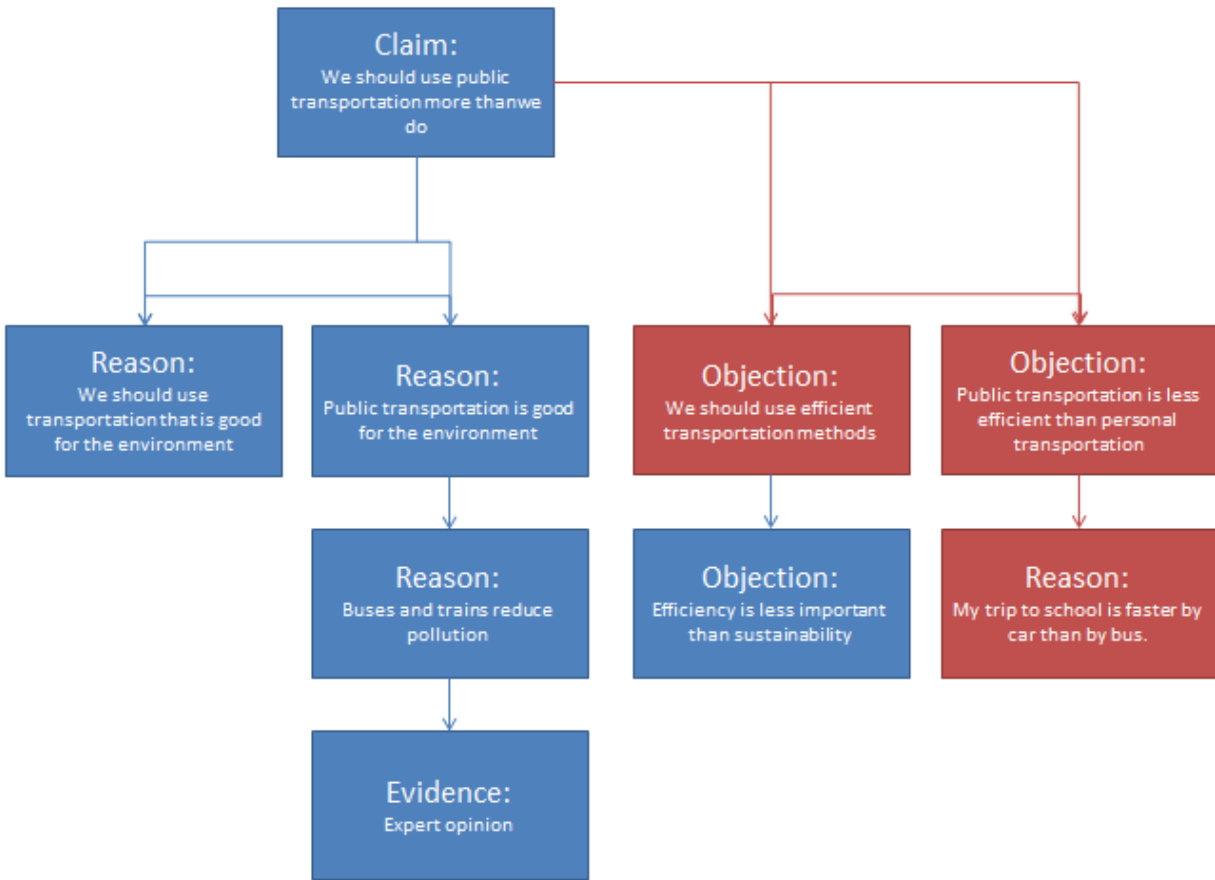 Claim:
We should use public
transportation more thanwe
do
Reason:
We should use
transportation that is good
for the environment
Reason:
Public transportation is good
for the environment
Objection:
We should use efficient
transportation methods
Objection:
Public transportation is less
efficient than personal
transportation
Reason:
Buses and trains reduce
pollution
Objection:
Efficiency is less important
than sustainability
Reason:
My trip to school is faster by
car than by bus.
Evidence:
Expert opinion